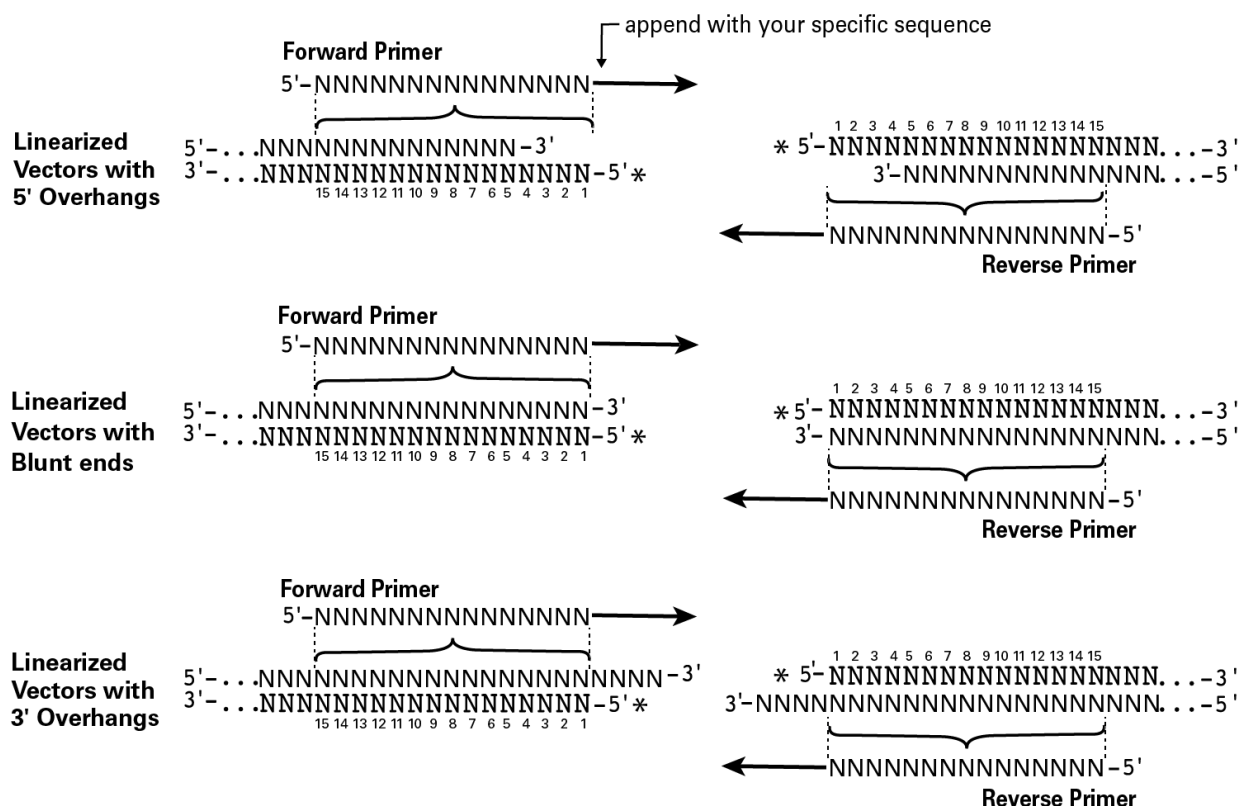 append with your specific sequence
Forward Primer
5'–NNNNNNNNNNNNNNN
Linearized
Vectors with
5' Overhangs
5'–...NNNNNNNNNNNNNN–3'
3'–...NNNNNNNNNNNNNNNNNN–5'*
15 14 13 12 11 10 9 8 7 6 5 4 3 2 1
1 2 3 4 5 6 7 8 9 10 11 12 13 14 15
* 5'–NNNNNNNNNNNNNNNNNN...–3'
3'–NNNNNNNNNNNNNN...–5'
NNNNNNNNNNNNNNN–5'
Reverse Primer
Forward Primer
5'–NNNNNNNNNNNNNNN
Linearized
Vectors with
Blunt ends
5'–...NNNNNNNNNNNNNNNNNN–3'
3'–...NNNNNNNNNNNNNNNNNN–5'*
15 14 13 12 11 10 9 8 7 6 5 4 3 2 1
1 2 3 4 5 6 7 8 9 10 11 12 13 14 15
* 5'–NNNNNNNNNNNNNNNNNN...–3'
3'–NNNNNNNNNNNNNNNNNN...–5'
NNNNNNNNNNNNNNN–5'
Reverse Primer
Forward Primer
5'–NNNNNNNNNNNNNNN
Linearized
Vectors with
3' Overhangs
5'–...NNNNNNNNNNNNNNNNNNNNNN–3'
3'–...NNNNNNNNNNNNNNNNNN–5'*
15 14 13 12 11 10 9 8 7 6 5 4 3 2 1
1 2 3 4 5 6 7 8 9 10 11 12 13 14 15
* 5'–NNNNNNNNNNNNNNNNNN...–3'
3'–NNNNNNNNNNNNNNNNNNNNNN...–5'
NNNNNNNNNNNNNNN–5'
Reverse Primer